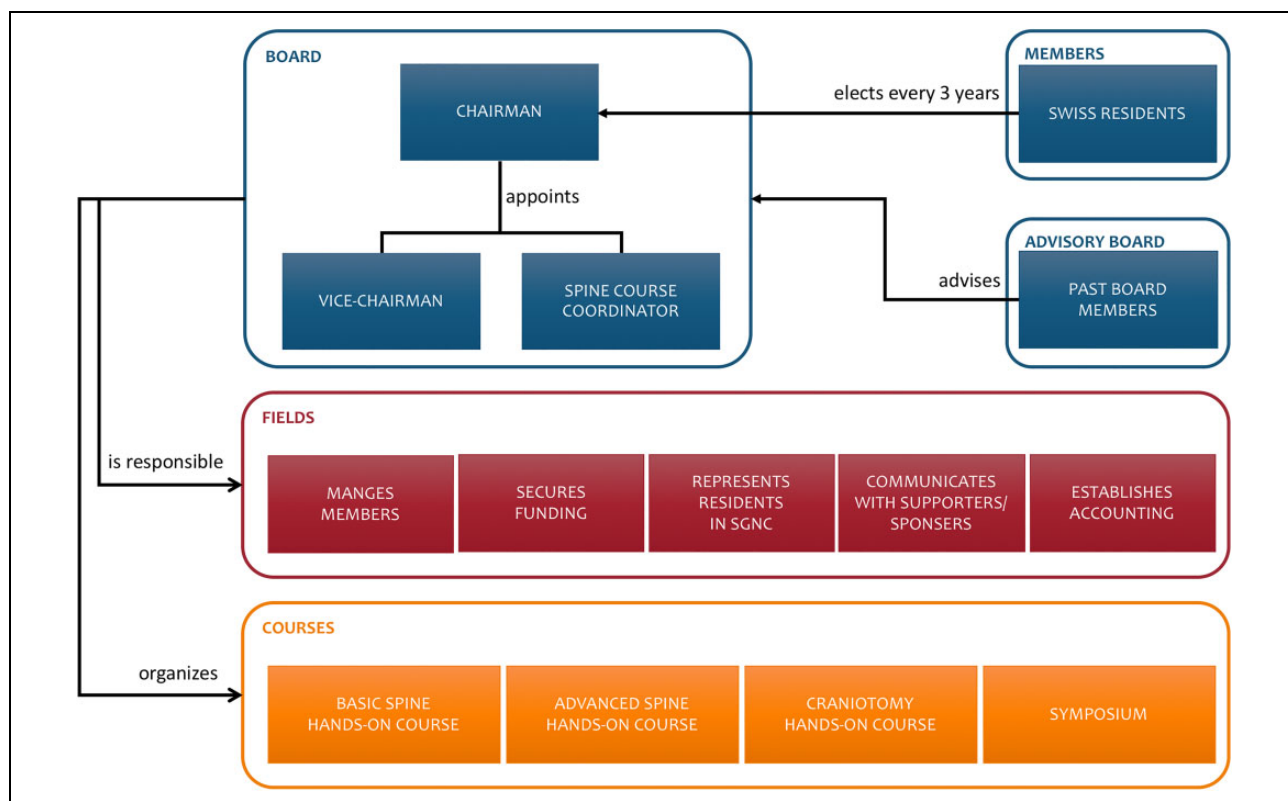 BOARD
CHAIRMAN
appoints
VICE-CHAIRMAN
SPINE COURSE
COORDINATOR
elects every 3 years
MEMBERS
SWISS RESIDENTS
ADVISORY BOARD
advises
PAST BOARD
MEMBERS
is responsible
FIELDS
MANGES
MEMBERS
SECURES
FUNDING
REPRESENTS
RESIDENTS
IN SGNC
COMMUNICATES
WITH SUPPORTERS/
SPONSERS
ESTABLISHES
ACCOUNTING
organizes
COURSES
BASIC SPINE
HANDS-ON COURSE
ADVANCED SPINE
HANDS-ON COURSE
CRANIOTOMY
HANDS-ON COURSE
SYMPOSIUM